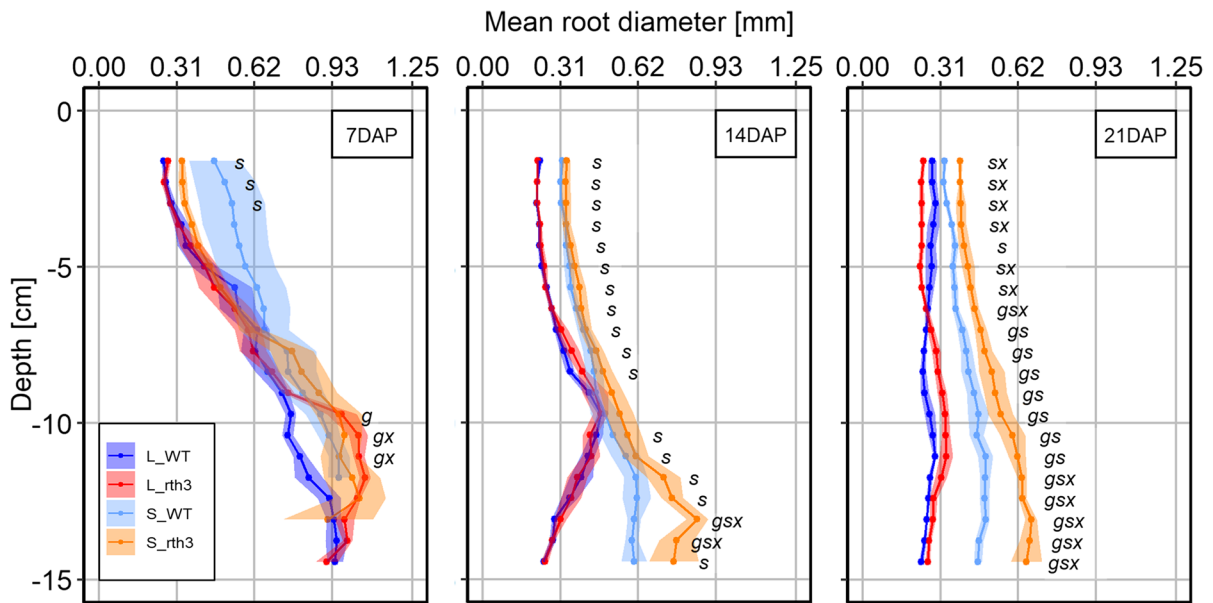 Mean root diameter [mm]
0.00 0.31 0.62 0.93 1.25
0.00 0.31 0.62 0.93 1.25
0.00 0.31 0.62 0.93 1.25
Depth [cm]
0
-5
-10
-15
7DAP
s
s
s
g
gx
gx
L_WT
L_rth3
S_WT
S_rth3
14DAP
s
s
s
s
s
s
s
s
s
s
s
s
s
s
gsx
gsx
s
21DAP
sx
sx
sx
sx
s
sx
sx
gsx
gs
gs
gs
gs
gs
gs
gs
gsx
gsx
gsx
gsx
gsx